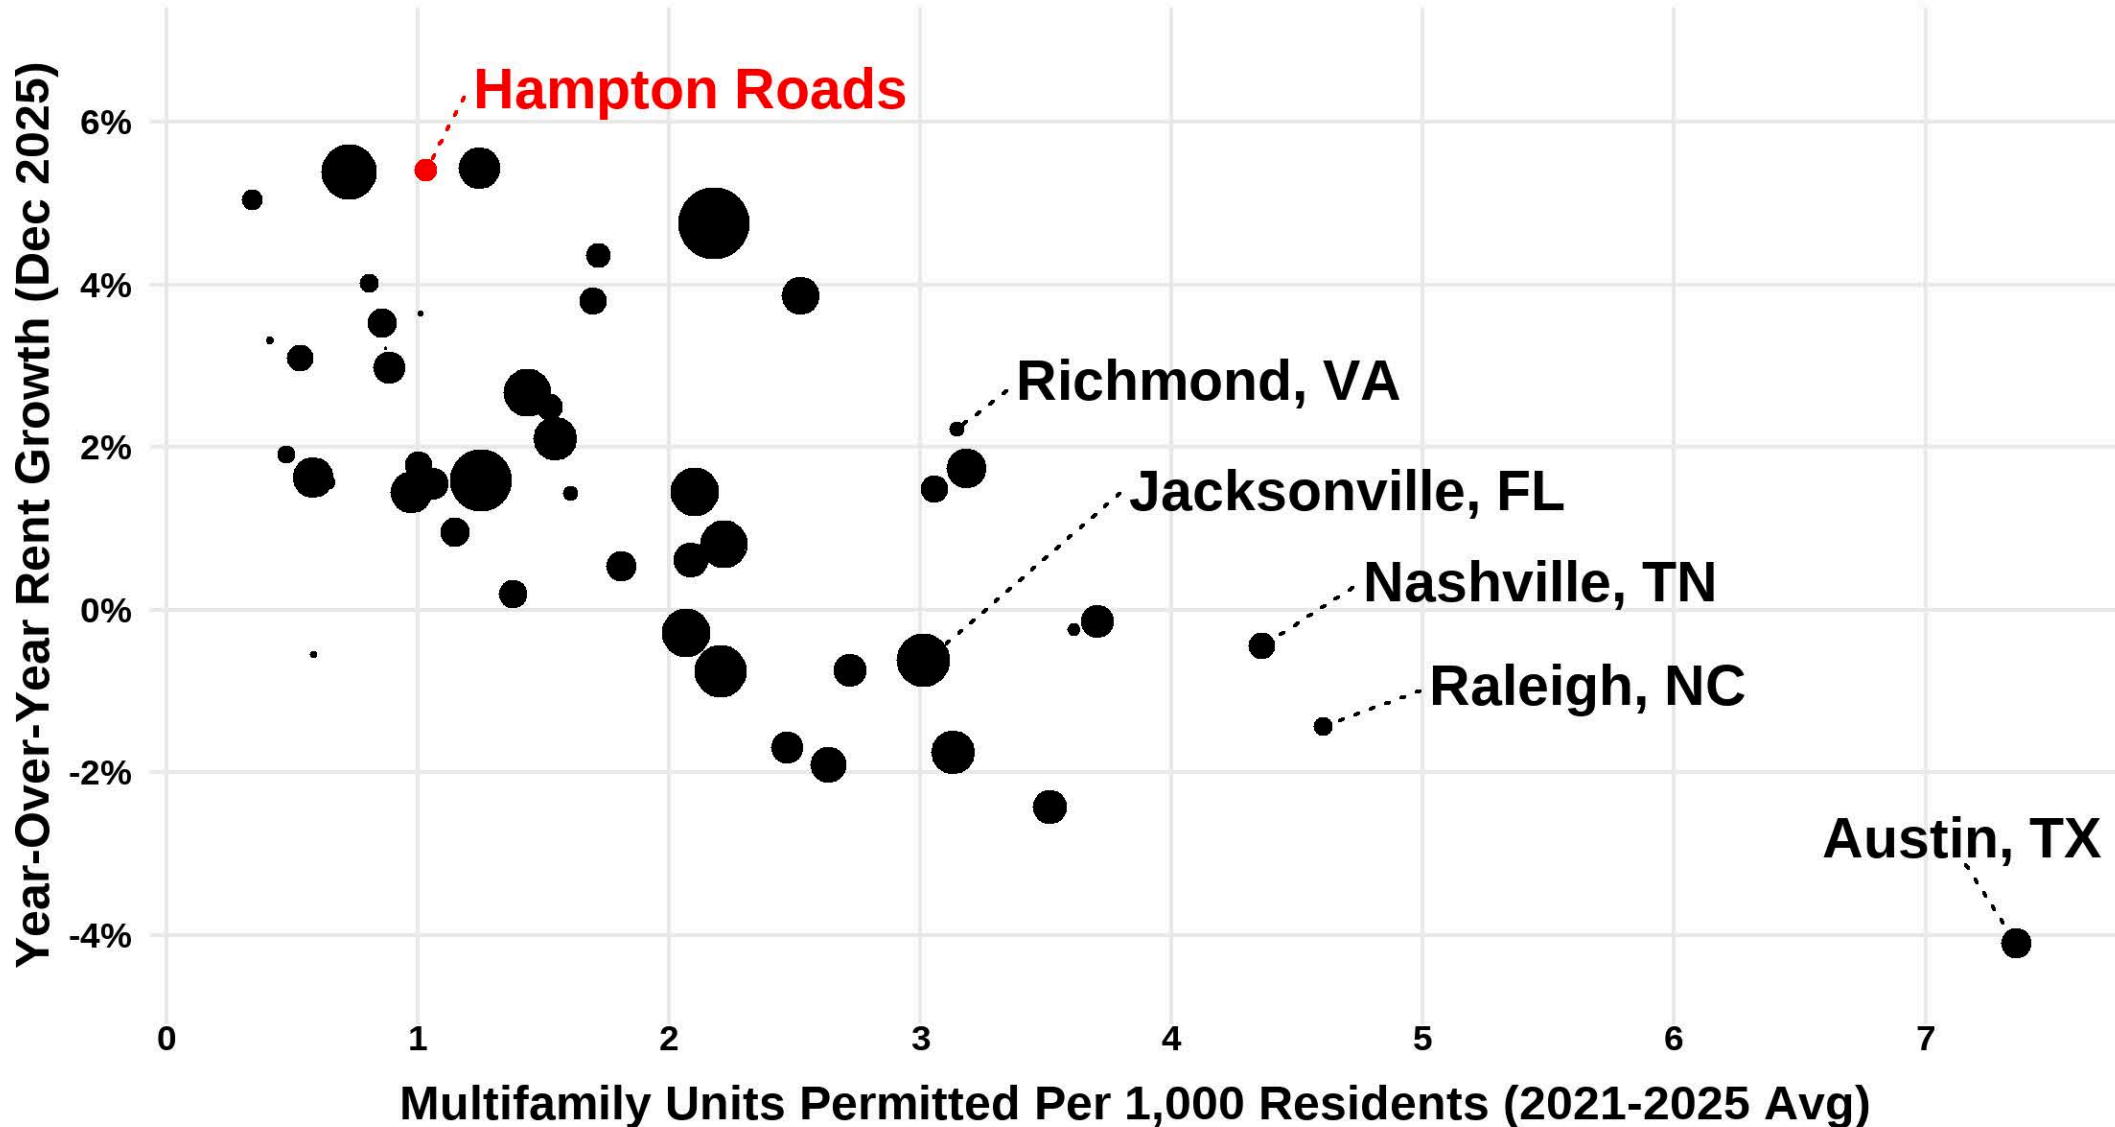 Hampton Roads
Richmond, VA
Jacksonville, FL
Nashville, TN
Raleigh, NC
Austin, TX
Year-Over-Year Rent Growth (Dec 2025)
6%
4%
2%
0%
-2%
-4%
0 1 2 3 4 5 6 7
Multifamily Units Permitted Per 1,000 Residents (2021-2025 Avg)